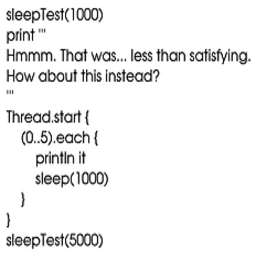 sleepTest(1000)
print '''
Hmmm. That was... less than satisfying.
How about this instead?
'''
Thread.start {
(0..5).each {
println it
sleep(1000)
}
}
sleepTest(5000)